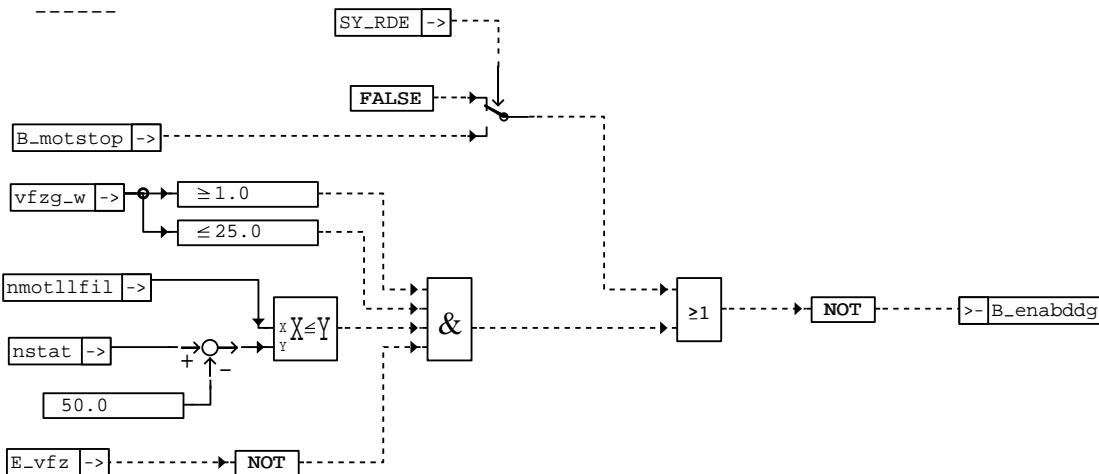 SY_RDE ->
FALSE
B_motstop ->
vfzg_w ->
≥1.0
≤25.0
nmotllfil ->
X X≤Y
Y
&
≥1
NOT
>- B_enabddg
nstat ->
+
−
50.0
E_vfz ->
NOT